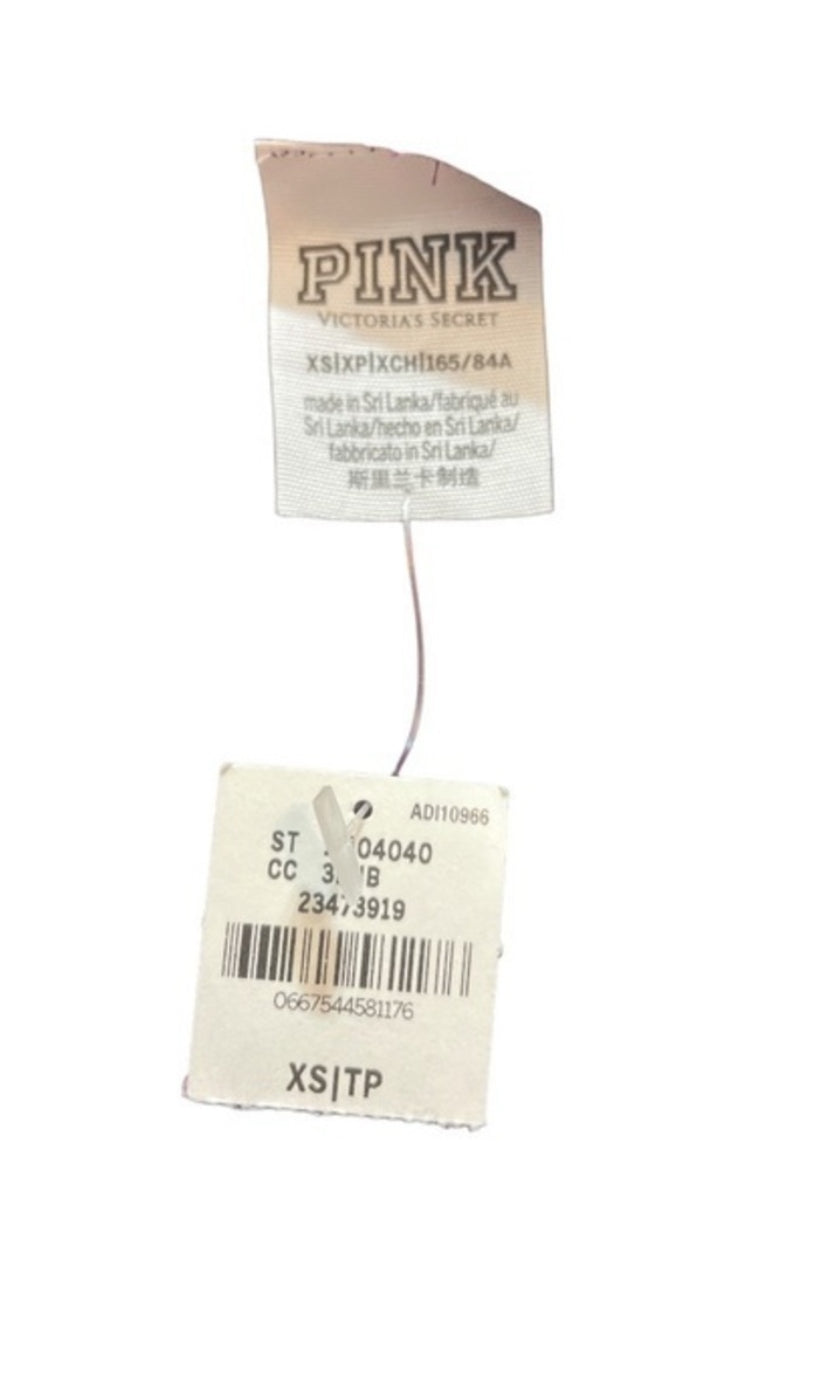 PINK
VICTORIA'S SECRET
XS|XP|XCH|165/84A
made in Sri Lanka/fabriqué au
Sri Lanka/hecho en Sri Lanka/
fabbricato in Sri Lanka/
斯里兰卡制造
ADI10966
ST
CC
23473919
0667544581176
XS|TP